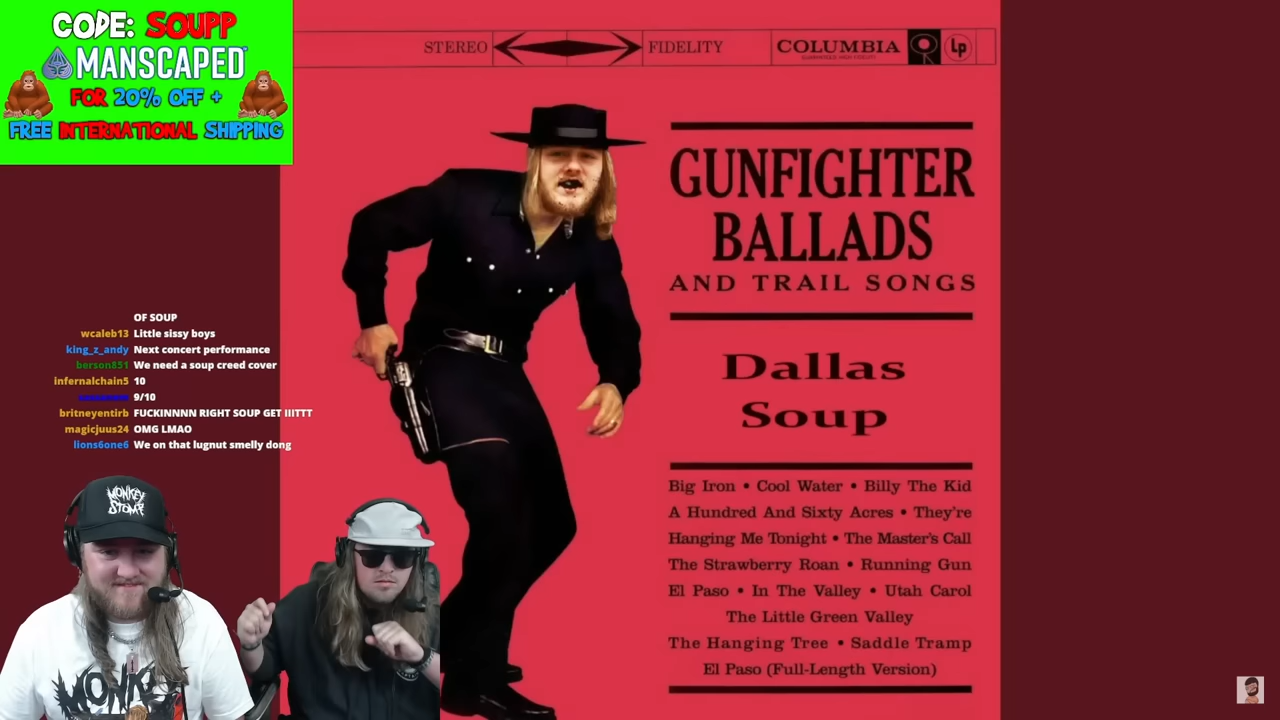 CODE: SOUPP
MANSCAPED
FOR 20% OFF +
FREE INTERNATIONAL SHIPPING
STEREO FIDELITY
COLUMBIA Lp
GUNFIGHTER
BALLADS
AND TRAIL SONGS
Dallas
Soup
Big Iron • Cool Water • Billy The Kid
A Hundred And Sixty Acres • They're
Hanging Me Tonight • The Master's Call
The Strawberry Roan • Running Gun
El Paso • In The Valley • Utah Carol
The Little Green Valley
The Hanging Tree • Saddle Tramp
El Paso (Full-Length Version)
OF SOUP
wcaleb13 Little sissy boys
king_z_andy Next concert performance
berson851 We need a soup creed cover
infernalchain5 10
9/10
britneyentirb FUCKINNNN RIGHT SOUP GET IIITTT
magicjuus24 OMG LMAO
lions6one6 We on that lugnut smelly dong
MONKEY
STOMP